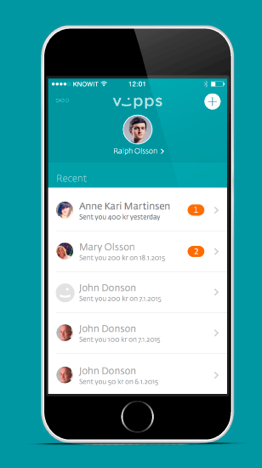 KNOWIT 12:01
vipps
Ralph Olsson
Recent
Anne Kari Martinsen
1
Sent you 400 kr yesterday
Mary Olsson
2
Sent you 200 kr on 18.1.2015
John Donson
Sent you 200 kr on 7.1.2015
John Donson
Sent you 100 kr on 7.1.2015
John Donson
Sent you 50 kr on 6.1.2015